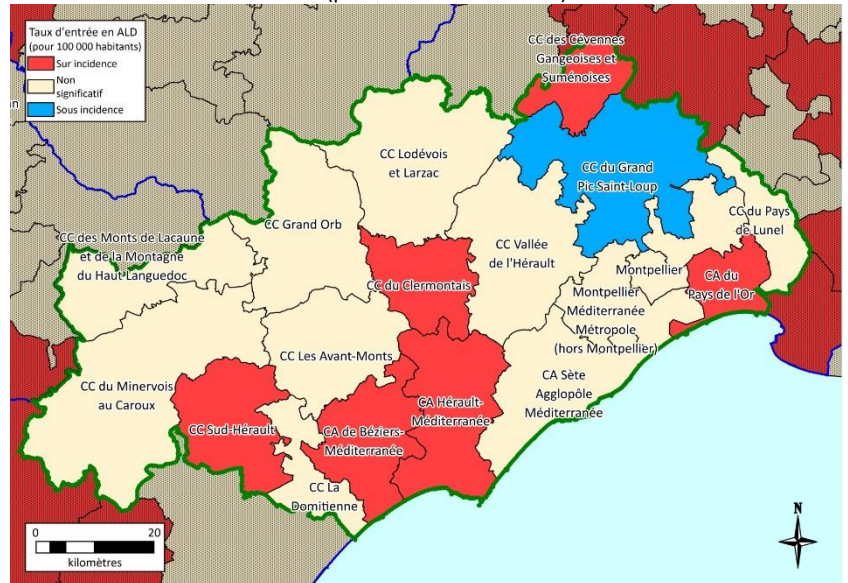 Taux d'entrée en ALD
(pour 100 000 habitants)
Sur incidence
Non
significatif
Sous incidence
CC des Cévennes
Gangeoises et
Suménoises
CC Lodévois
et Larzac
CC du Grand
Pic Saint-Loup
CC Grand Orb
CC du Pays
de Lunel
CC des Monts de Lacaune
et de la Montagne
du Haut Languedoc
CC Vallée
de l'Hérault
CC du Clermontais
Montpellier
CA du
Pays de l'Or
Montpellier
Méditerranée
Métropole
(hors Montpellier)
CC Les Avant-Monts
CC du Minervois
au Caroux
CA Sète
Agglopôle
Méditerranée
CC Sud-Hérault
CA de Béziers-
Méditerranée
CA Hérault-
Méditerranée
CC La
Domitienne
0 20
kilomètres
N